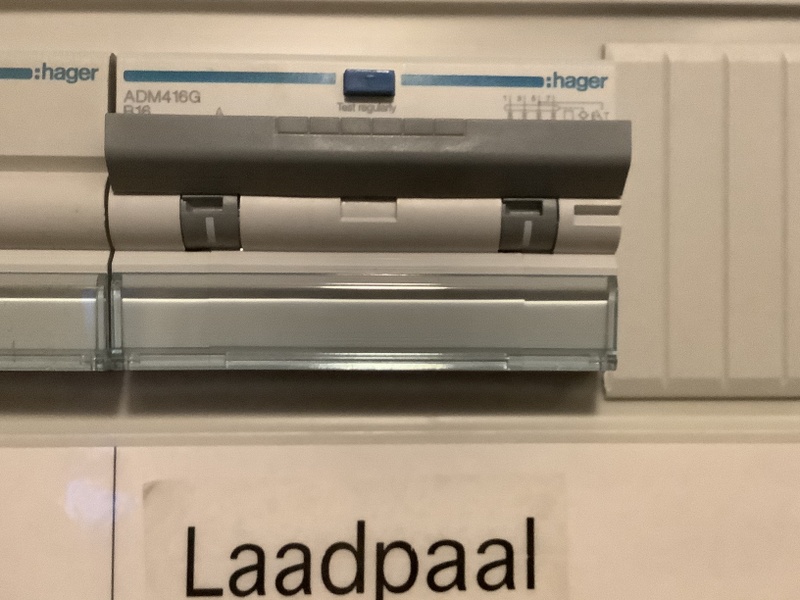 :hager
:hager
ADM416G
B16
Test regularly
Laadpaal